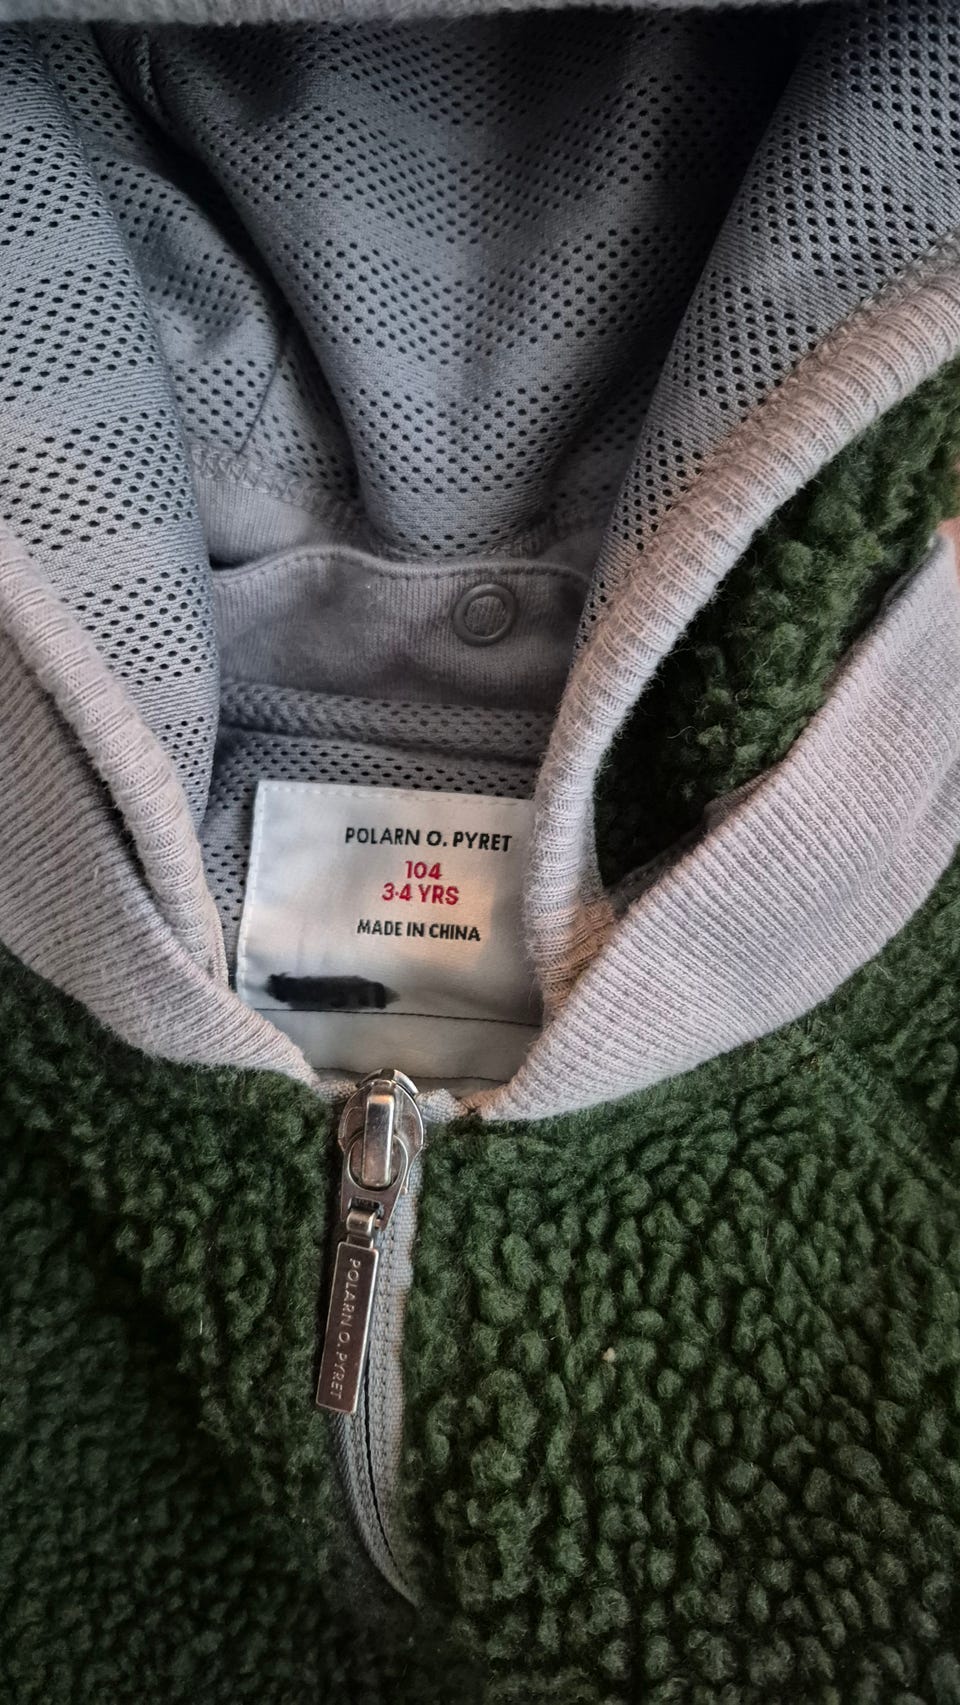 POLARN O. PYRET
104
3-4 YRS
MADE IN CHINA
POLARN O. PYRET